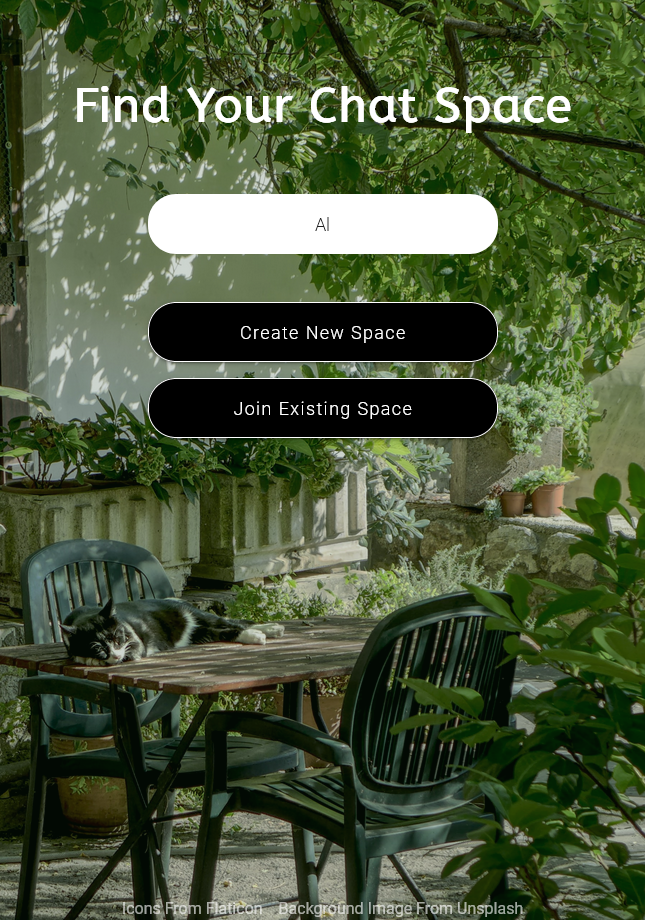 Find Your Chat Space
Al
Create New Space
Join Existing Space
Icons From Flaticon Background Image From Unsplash